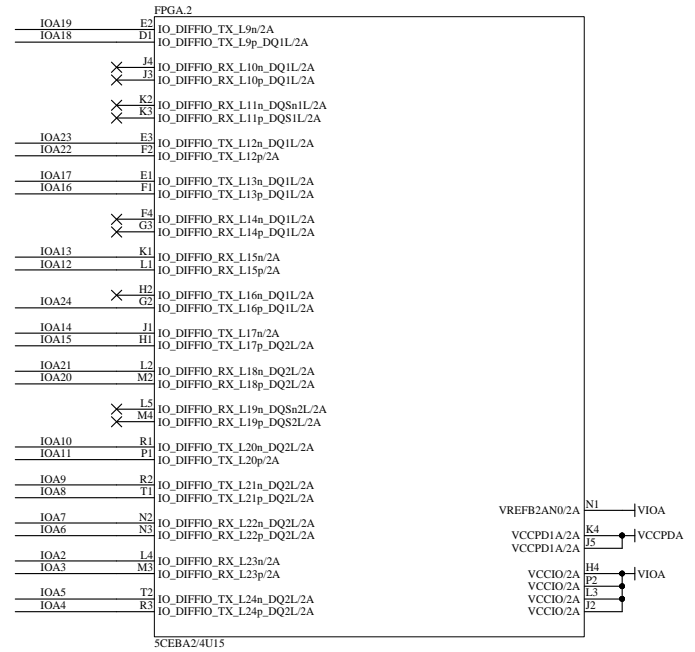 FPGA.2
IOA19 E2 IO_DIFFIO_TX_L9n/2A
IOA18 D1 IO_DIFFIO_TX_L9p_DQ1L/2A
J4 IO_DIFFIO_RX_L10n_DQ1L/2A
J3 IO_DIFFIO_RX_L10p_DQ1L/2A
K2 IO_DIFFIO_RX_L11n_DQSn1L/2A
K3 IO_DIFFIO_RX_L11p_DQS1L/2A
IOA23 E3 IO_DIFFIO_TX_L12n_DQ1L/2A
IOA22 F2 IO_DIFFIO_TX_L12p/2A
IOA17 E1 IO_DIFFIO_TX_L13n_DQ1L/2A
IOA16 F1 IO_DIFFIO_TX_L13p_DQ1L/2A
F4 IO_DIFFIO_RX_L14n_DQ1L/2A
G3 IO_DIFFIO_RX_L14p_DQ1L/2A
IOA13 K1 IO_DIFFIO_RX_L15n/2A
IOA12 L1 IO_DIFFIO_RX_L15p/2A
H2 IO_DIFFIO_TX_L16n_DQ1L/2A
IOA24 G2 IO_DIFFIO_TX_L16p_DQ1L/2A
IOA14 J1 IO_DIFFIO_TX_L17n/2A
IOA15 H1 IO_DIFFIO_TX_L17p_DQ2L/2A
IOA21 L2 IO_DIFFIO_RX_L18n_DQ2L/2A
IOA20 M2 IO_DIFFIO_RX_L18p_DQ2L/2A
L5 IO_DIFFIO_RX_L19n_DQSn2L/2A
M4 IO_DIFFIO_RX_L19p_DQS2L/2A
IOA10 R1 IO_DIFFIO_TX_L20n_DQ2L/2A
IOA11 P1 IO_DIFFIO_TX_L20p/2A
IOA9 R2 IO_DIFFIO_TX_L21n_DQ2L/2A
IOA8 T1 IO_DIFFIO_TX_L21p_DQ2L/2A
VREFB2AN0/2A N1 VIOA
IOA7 N2 IO_DIFFIO_RX_L22n_DQ2L/2A
IOA6 N3 IO_DIFFIO_RX_L22p_DQ2L/2A
VCCPD1A/2A K4 VCCPDA
VCCPD1A/2A J5
IOA2 L4 IO_DIFFIO_RX_L23n/2A
IOA3 M3 IO_DIFFIO_RX_L23p/2A
VCCIO/2A H4 VIOA
VCCIO/2A P2
IOA5 T2 IO_DIFFIO_TX_L24n_DQ2L/2A
VCCIO/2A L3
IOA4 R3 IO_DIFFIO_TX_L24p_DQ2L/2A
VCCIO/2A J2
5CEBA2/4U15